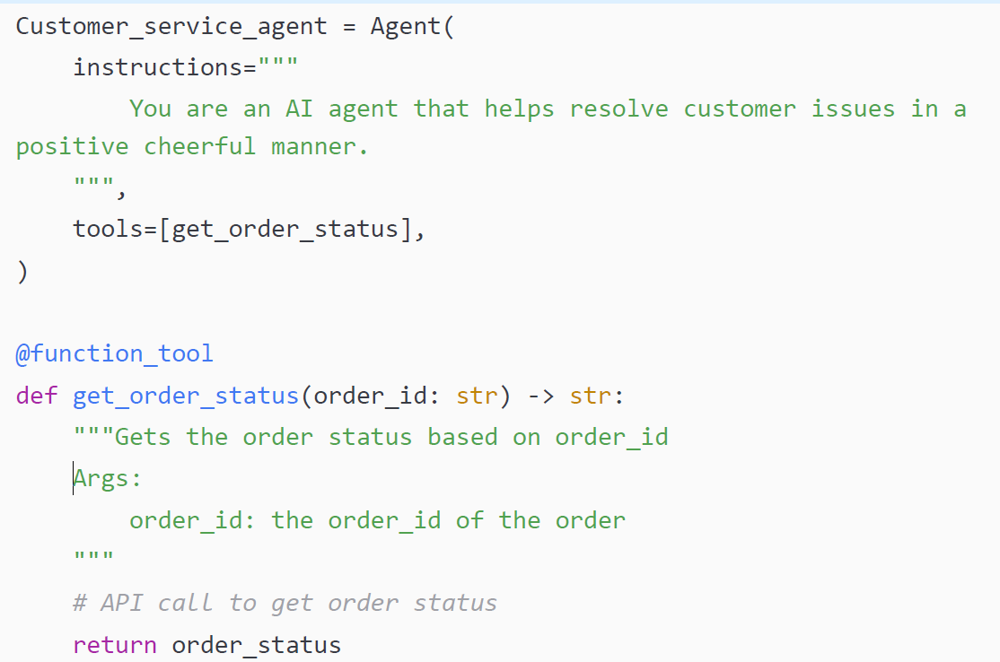 Customer_service_agent = Agent(
    instructions="""
        You are an AI agent that helps resolve customer issues in a
positive cheerful manner.
    """,
    tools=[get_order_status],
)

@function_tool
def get_order_status(order_id: str) -> str:
    """Gets the order status based on order_id
    Args:
        order_id: the order_id of the order
    """
    # API call to get order status
    return order_status